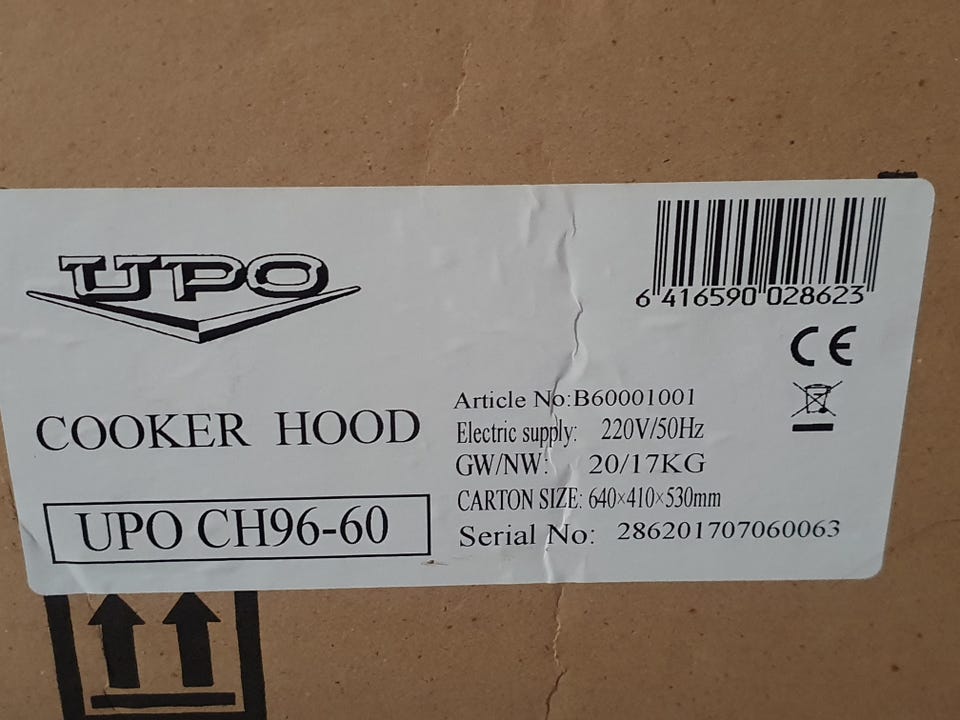 UPO
6 416590 028623
CE
COOKER HOOD
UPO CH96-60
Article No:B60001001
Electric supply: 220V/50Hz
GW/NW: 20/17KG
CARTON SIZE: 640×410×530mm
Serial No: 286201707060063